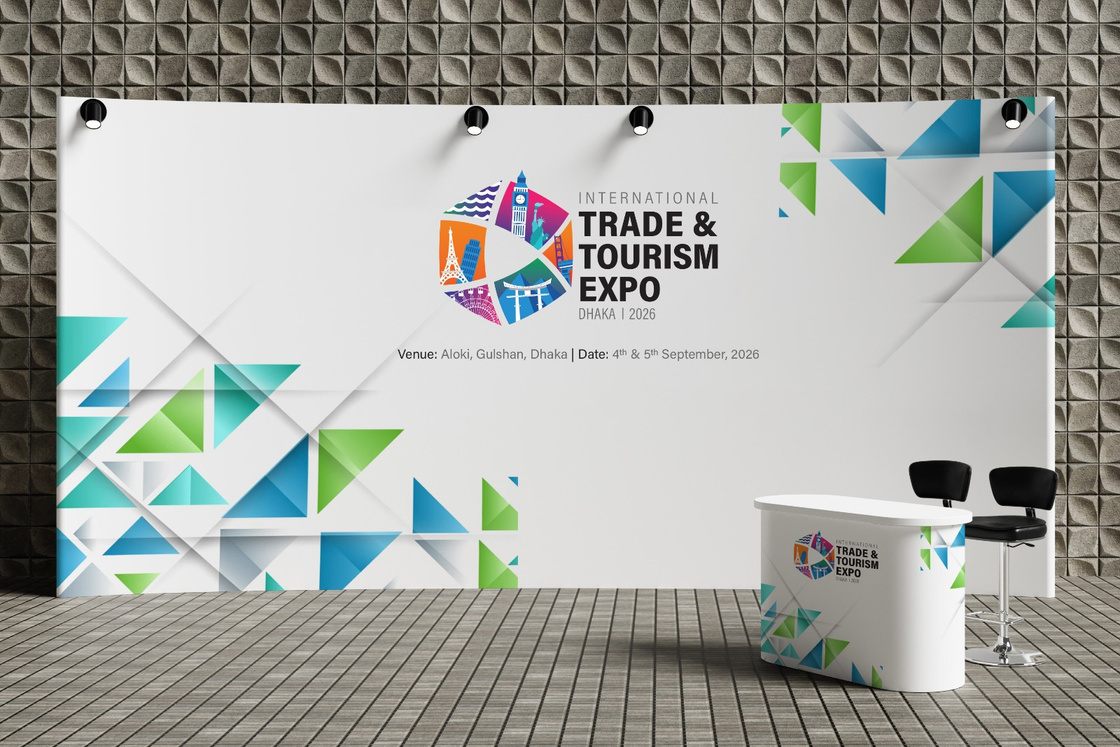 INTERNATIONAL
TRADE &
TOURISM
EXPO
DHAKA | 2026
Venue: Aloki, Gulshan, Dhaka | Date: 4th & 5th September, 2026
INTERNATIONAL
TRADE &
TOURISM
EXPO